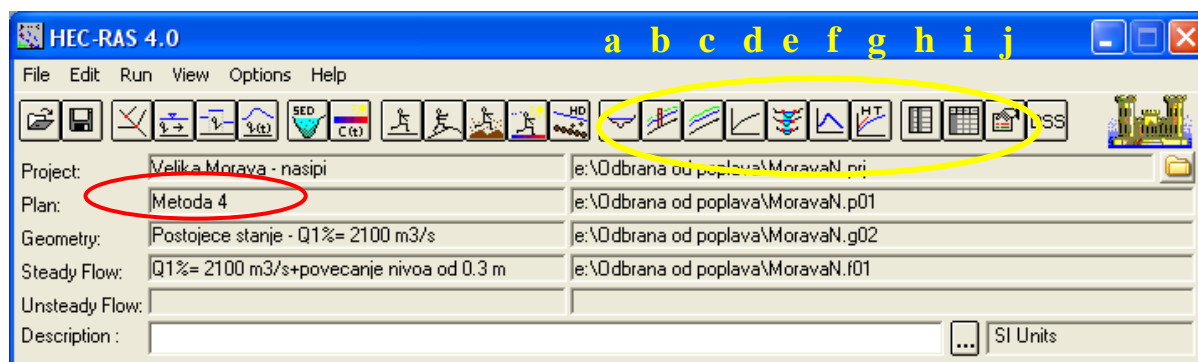 HEC-RAS 4.0 a b c d e f g h i j
File Edit Run View Options Help
SED C(t) HD HT DSS
Project: Velika Morava - nasipi e:\Odbrana od poplava\MoravaN.prj
Plan: Metoda 4 e:\Odbrana od poplava\MoravaN.p01
Geometry: Postojece stanje - Q1%= 2100 m3/s e:\Odbrana od poplava\MoravaN.g02
Steady Flow: Q1%= 2100 m3/s+povecanje nivoa od 0.3 m e:\Odbrana od poplava\MoravaN.f01
Unsteady Flow:
Description : ... SI Units